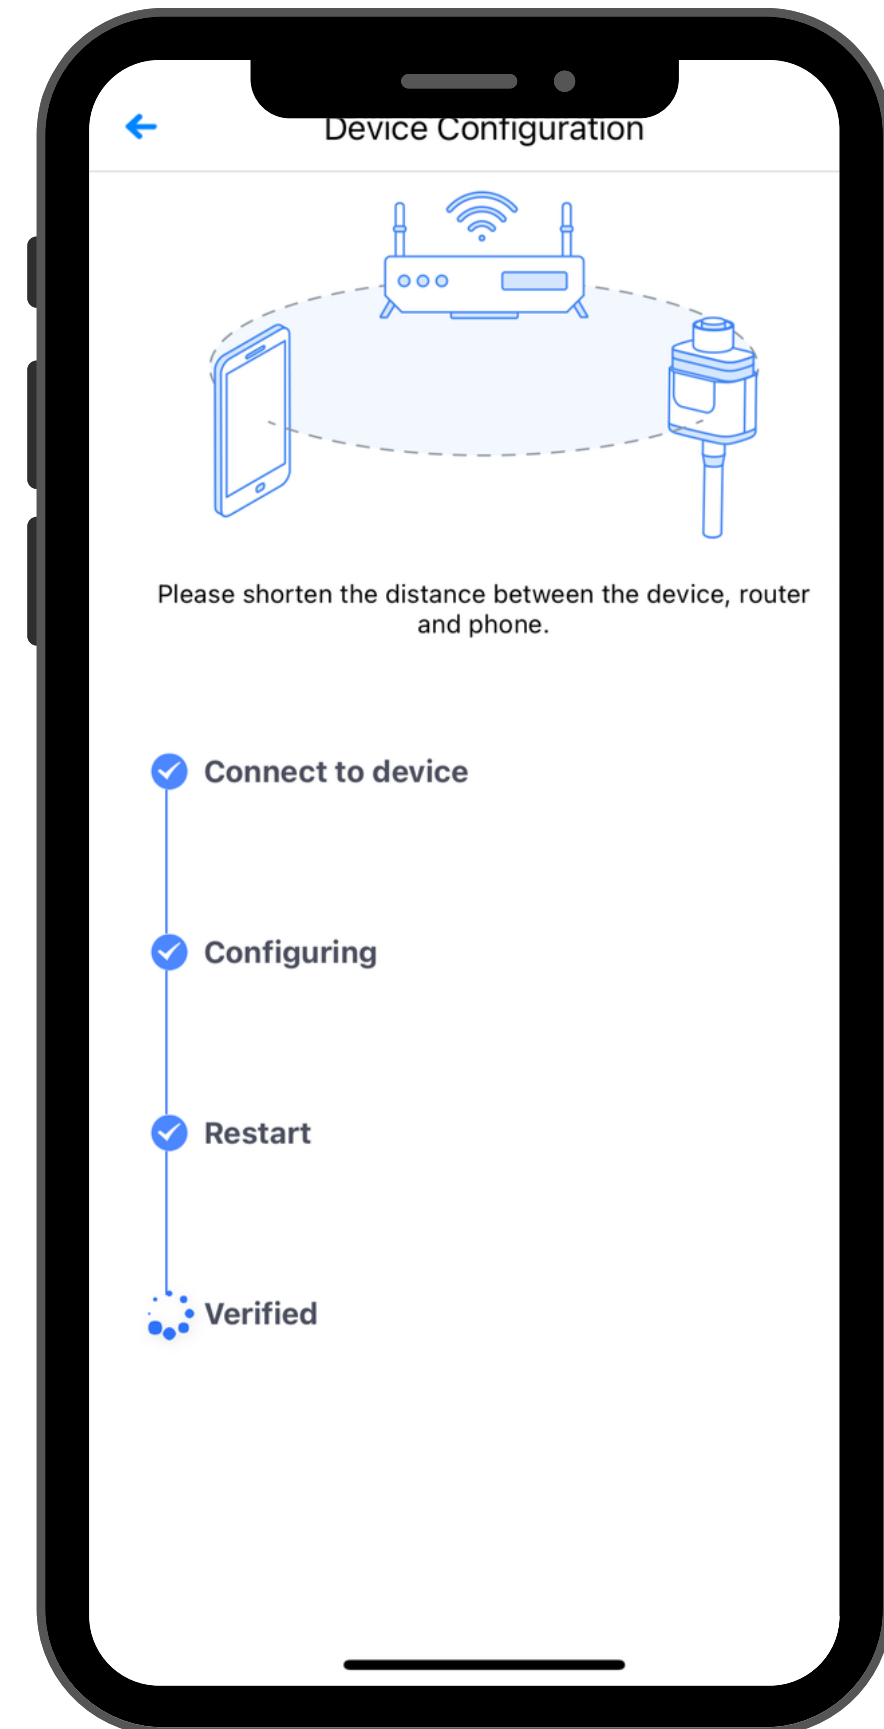 Device Configuration
Please shorten the distance between the device, router
and phone.
Connect to device
Configuring
Restart
Verified